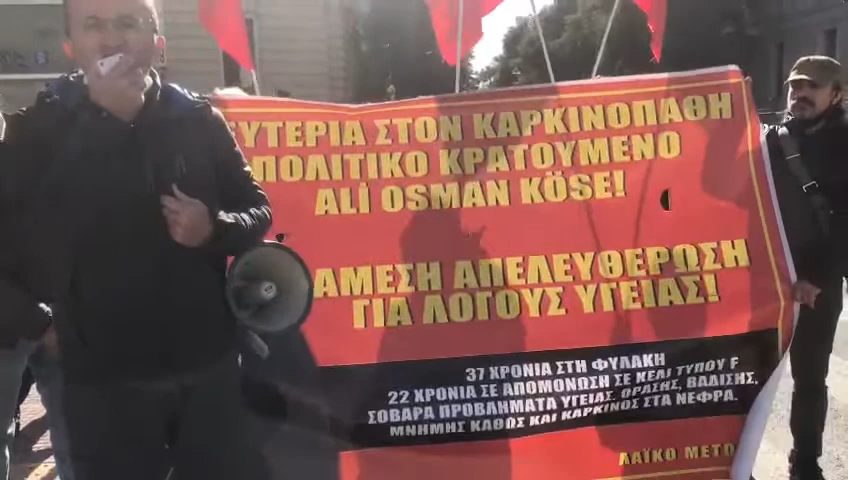 ΕΥΤΕΡΙΑ ΣΤΟΝ ΚΑΡΚΙΝΟΠΑΘΗ
ΠΟΛΙΤΙΚΟ ΚΡΑΤΟΥΜΕΝΟ
ALİ OSMAN KÖSE!
ΑΜΕΣΗ ΑΠΕΛΕΥΘΕΡΩΣΗ
ΓΙΑ ΛΟΓΟΥΣ ΥΓΕΙΑΣ!
37 ΧΡΟΝΙΑ ΣΤΗ ΦΥΛΑΚΗ
22 ΧΡΟΝΙΑ ΣΕ ΑΠΟΜΟΝΩΣΗ ΣΕ ΚΕΛΙ ΤΥΠΟΥ F
ΣΟΒΑΡΑ ΠΡΟΒΛΗΜΑΤΑ ΥΓΕΙΑΣ. ΟΡΑΣΗΣ, ΒΑΔΙΣΗΣ,
ΜΝΗΜΗΣ ΚΑΘΩΣ ΚΑΙ ΚΑΡΚΙΝΟΣ ΣΤΑ ΝΕΦΡΑ.
ΛΑΪΚΟ ΜΕΤΩ